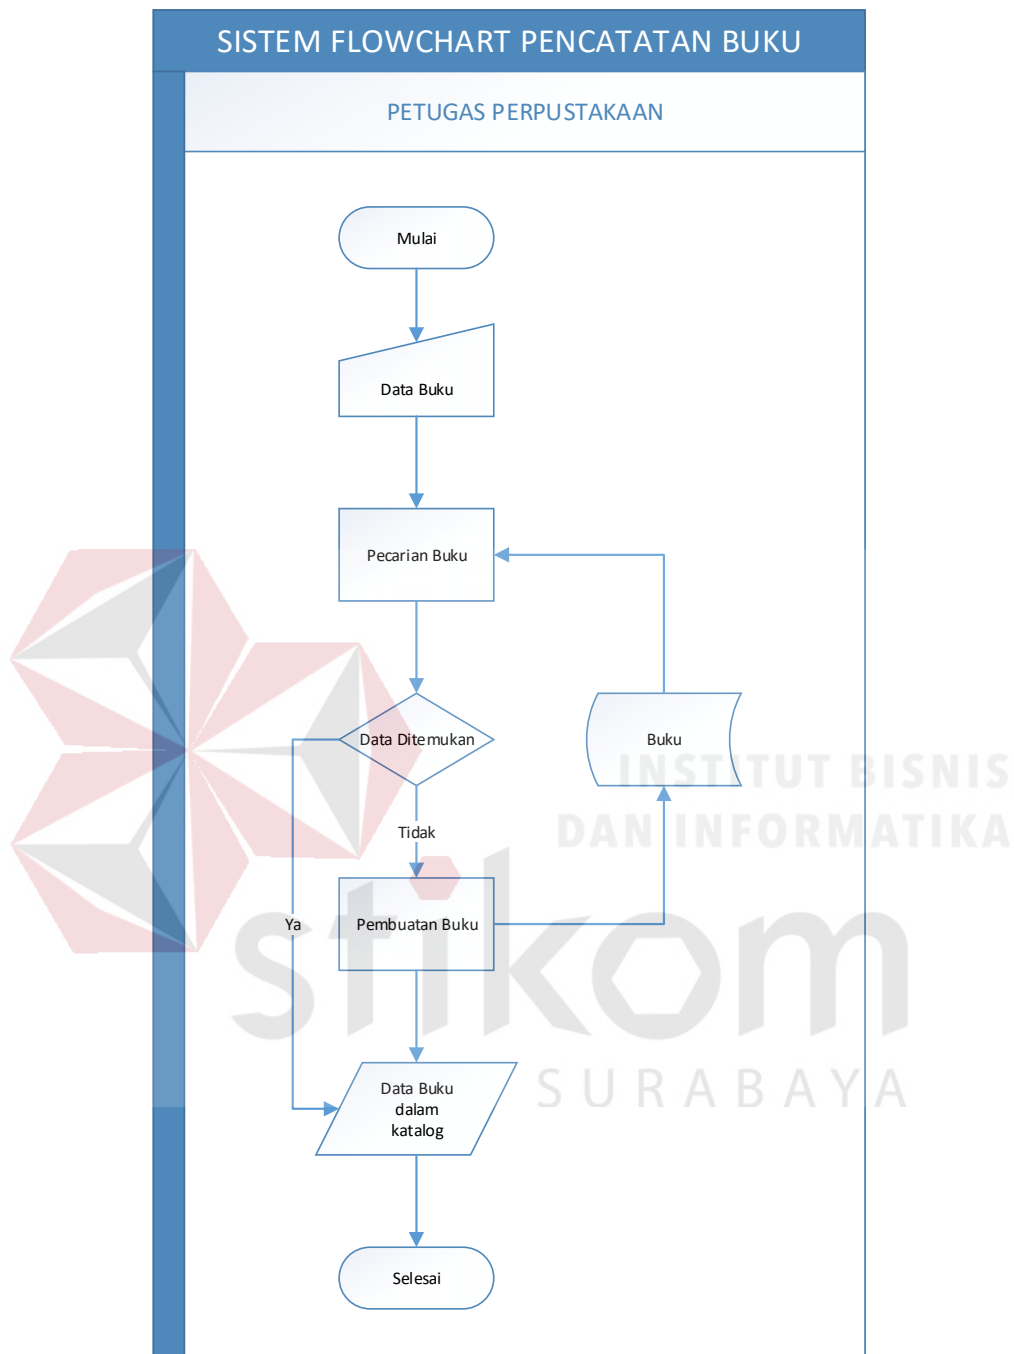 SISTEM FLOWCHART PENCATATAN BUKU
PETUGAS PERPUSTAKAAN
Mulai
Data Buku
Pecarian Buku
Data Ditemukan
Buku
INSTITUT BISNIS
DAN INFORMATIKA
Tidak
Ya
Pembuatan Buku
stikom
SURABAYA
Data Buku
dalam
katalog
Selesai